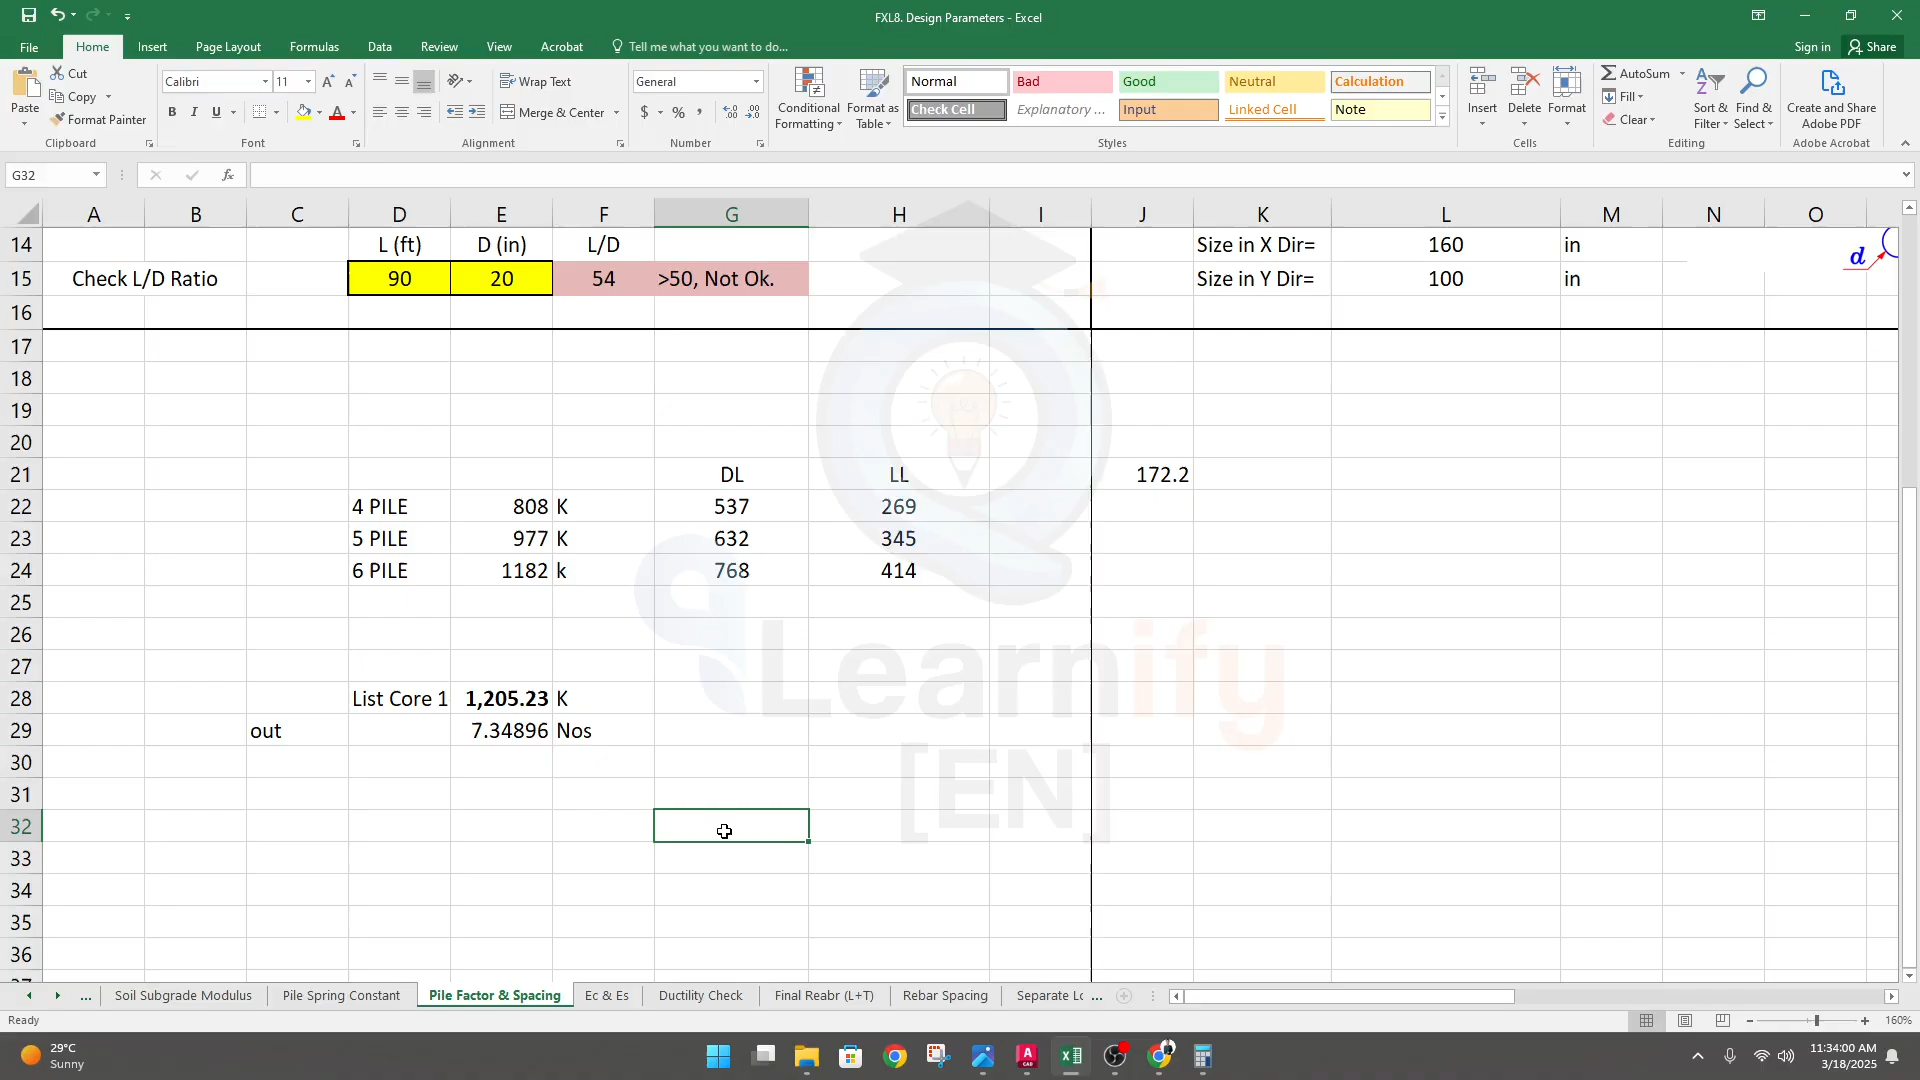 FXL8. Design Parameters - Excel
File Home Insert Page Layout Formulas Data Review View Acrobat Tell me what you want to do... Sign in Share
Paste Cut Copy Format Painter Clipboard
Calibri 11 B I U Font
Wrap Text Merge & Center Alignment
General $ % Number
Conditional Formatting Format as Table
Normal Bad Good Neutral Calculation
Check Cell Explanatory ... Input Linked Cell Note
Styles
Insert Delete Format Cells
AutoSum Fill Clear Sort & Filter Find & Select Editing
Create and Share Adobe PDF Adobe Acrobat
G32 fx
A B C D E F G H I J K L M N O
14 L (ft) D (in) L/D Size in X Dir= 160 in
d
15 Check L/D Ratio 90 20 54 >50, Not Ok. Size in Y Dir= 100 in
16
17
18
19
20
21 DL LL 172.2
22 4 PILE 808 K 537 269
23 5 PILE 977 K 632 345
24 6 PILE 1182 k 768 414
25
26
27
28 List Core 1 1,205.23 K
29 out 7.34896 Nos
30
31
32
33
34
35
36
Learnify
[EN]
... Soil Subgrade Modulus Pile Spring Constant Pile Factor & Spacing Ec & Es Ductility Check Final Reabr (L+T) Rebar Spacing Separate Lc ...
Ready 160%
29°C
Sunny
11:34:00 AM
3/18/2025